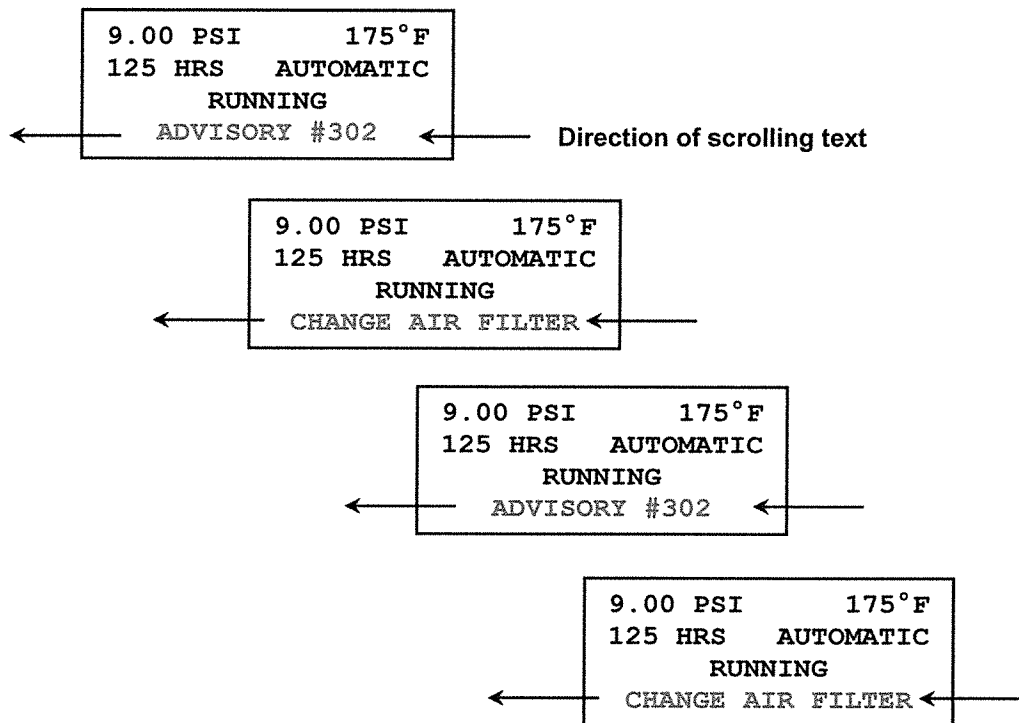 9.00 PSI 175°F
125 HRS AUTOMATIC
RUNNING
ADVISORY #302
Direction of scrolling text
9.00 PSI 175°F
125 HRS AUTOMATIC
RUNNING
CHANGE AIR FILTER
9.00 PSI 175°F
125 HRS AUTOMATIC
RUNNING
ADVISORY #302
9.00 PSI 175°F
125 HRS AUTOMATIC
RUNNING
CHANGE AIR FILTER